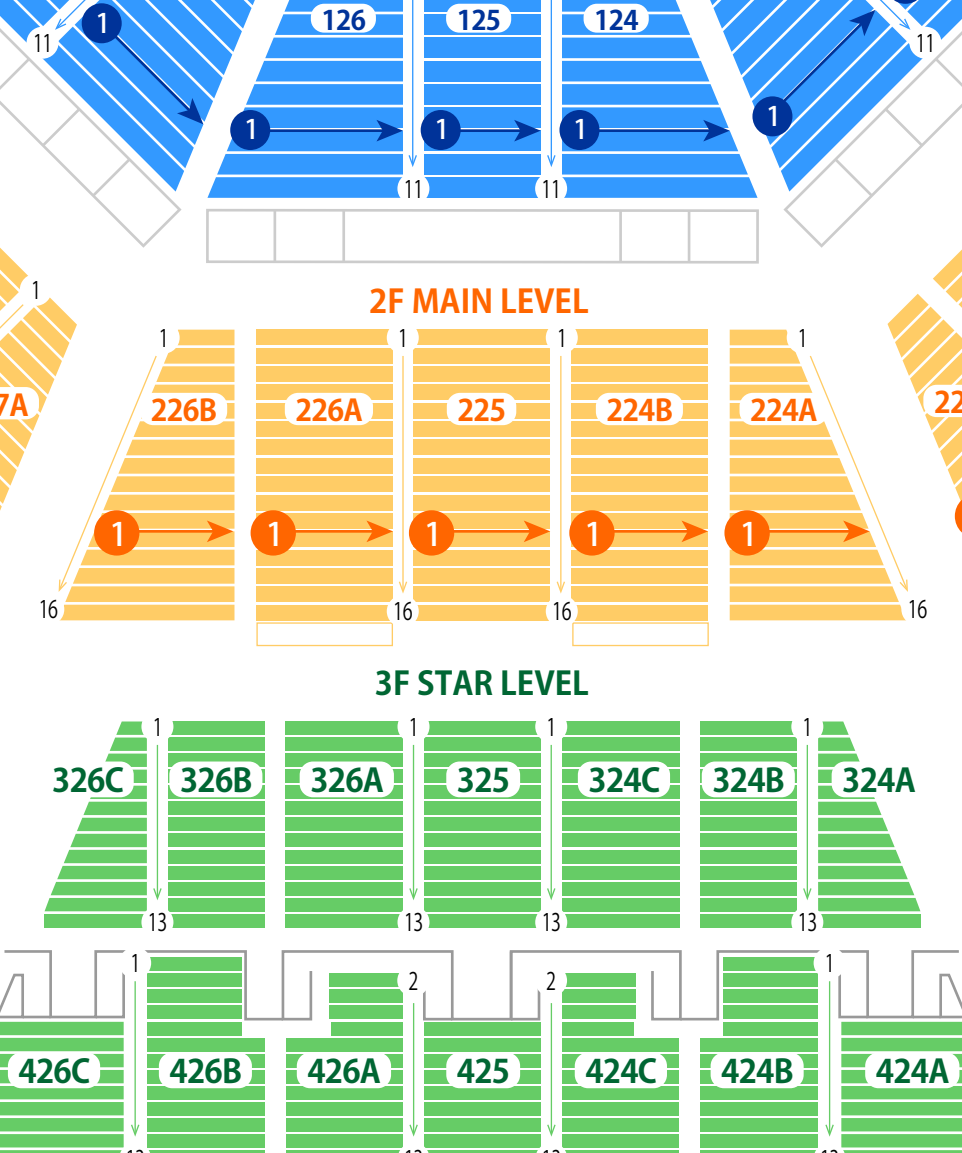 126 125 124
1 1
11 11
1 1 1
11 11
1
2F MAIN LEVEL
1 1 1 1
7A 226B 226A 225 224B 224A 22
1 1 1 1 1
16 16 16 16
3F STAR LEVEL
1 1 1 1
326C 326B 326A 325 324C 324B 324A
13 13 13 13
1 2 2 1
426C 426B 426A 425 424C 424B 424A